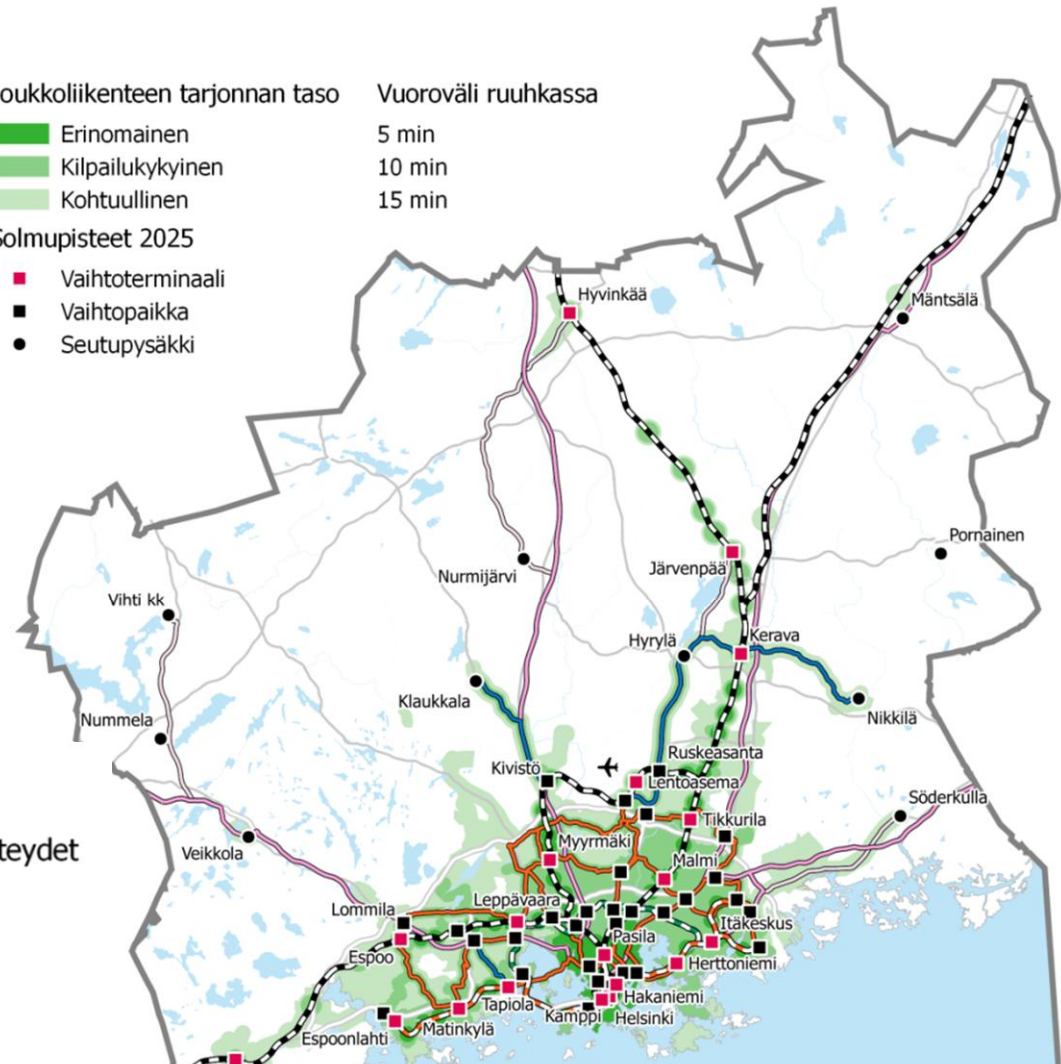 oukkoliikenteen tarjonnan taso Vuoroväli ruuhkassa
Erinomainen 5 min
Kilpailukykyinen 10 min
Kohtuullinen 15 min
Solmupisteet 2025
Vaihtoterminaali
Vaihtopaikka
Seutupysäkki
Hyvinkää
Mäntsälä
Pornainen
Järvenpää
Nurmijärvi
Vihti kk
Hyrylä
Kerava
Klaukkala
Nikkilä
Nummela
Ruskeasanta
Kivistö
Lentoasema
Söderkulla
Tikkurila
teydet
Myyrmäki
Veikkola
Malmi
Leppävaara
Lommila
Itäkeskus
Pasila
Espoo
Herttoniemi
Tapiola
Hakaniemi
Kamppi
Helsinki
Matinkylä
Espoonlahti